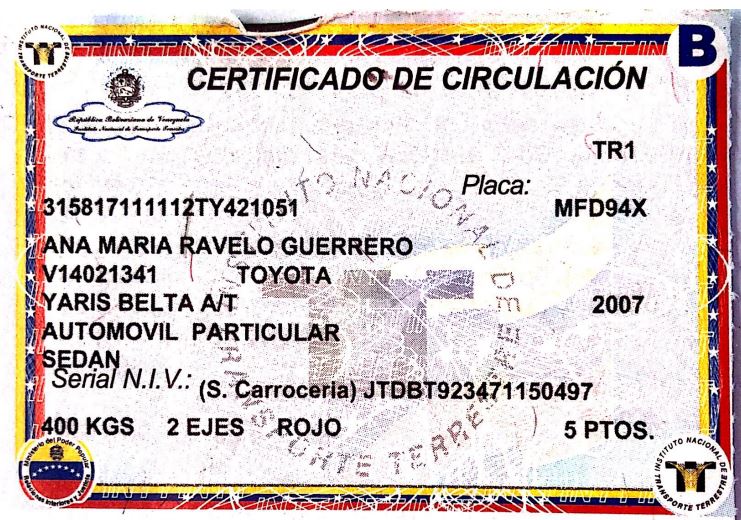 B
CERTIFICADO DE CIRCULACIÓN
República Bolivariana de Venezuela
Instituto Nacional de Transporte Terrestre
TR1
Placa:
315817111112TY421051 MFD94X
ANA MARIA RAVELO GUERRERO
V14021341 TOYOTA
YARIS BELTA A/T 2007
AUTOMOVIL PARTICULAR
SEDAN
Serial N.I.V.: (S. Carroceria) JTDBT923471150497
400 KGS 2 EJES ROJO 5 PTOS.
INSTITUTO NACIONAL DE TRANSPORTE TERRESTRE
INSTITUTO NACIONAL DE TRANSPORTE TERRESTRE
INSTITUTO NACIONAL DE TRANSPORTE TERRESTRE
Ministerio del Poder Popular
Relaciones Interiores y Justicia